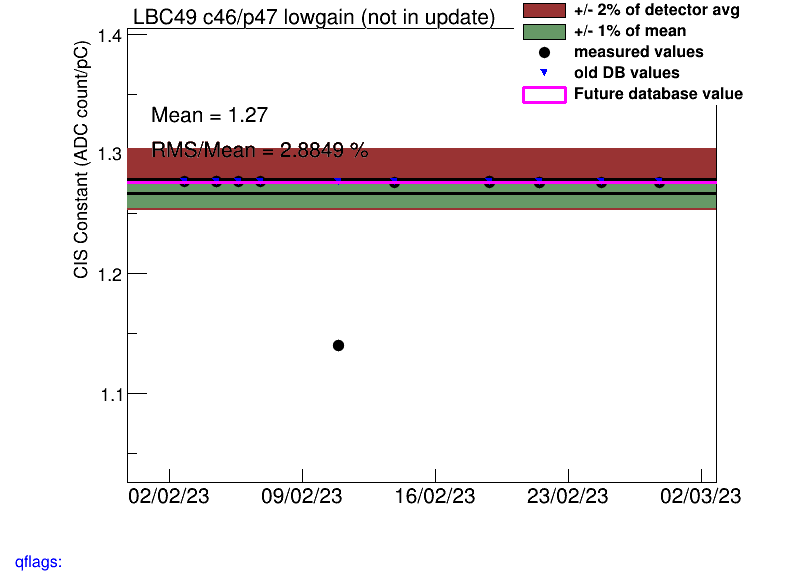 LBC49 c46/p47 lowgain (not in update)
+/- 2% of detector avg
+/- 1% of mean
measured values
old DB values
Future database value
Mean = 1.27
RMS/Mean = 2.8849 %
CIS Constant (ADC count/pC)
1.4
1.3
1.2
1.1
02/02/23 09/02/23 16/02/23 23/02/23 02/03/23
qflags: